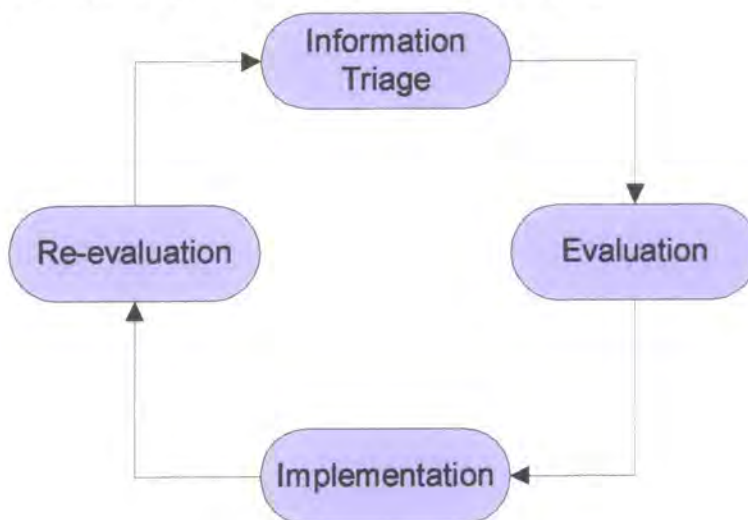 Information
Triage
Re-evaluation
Evaluation
Implementation